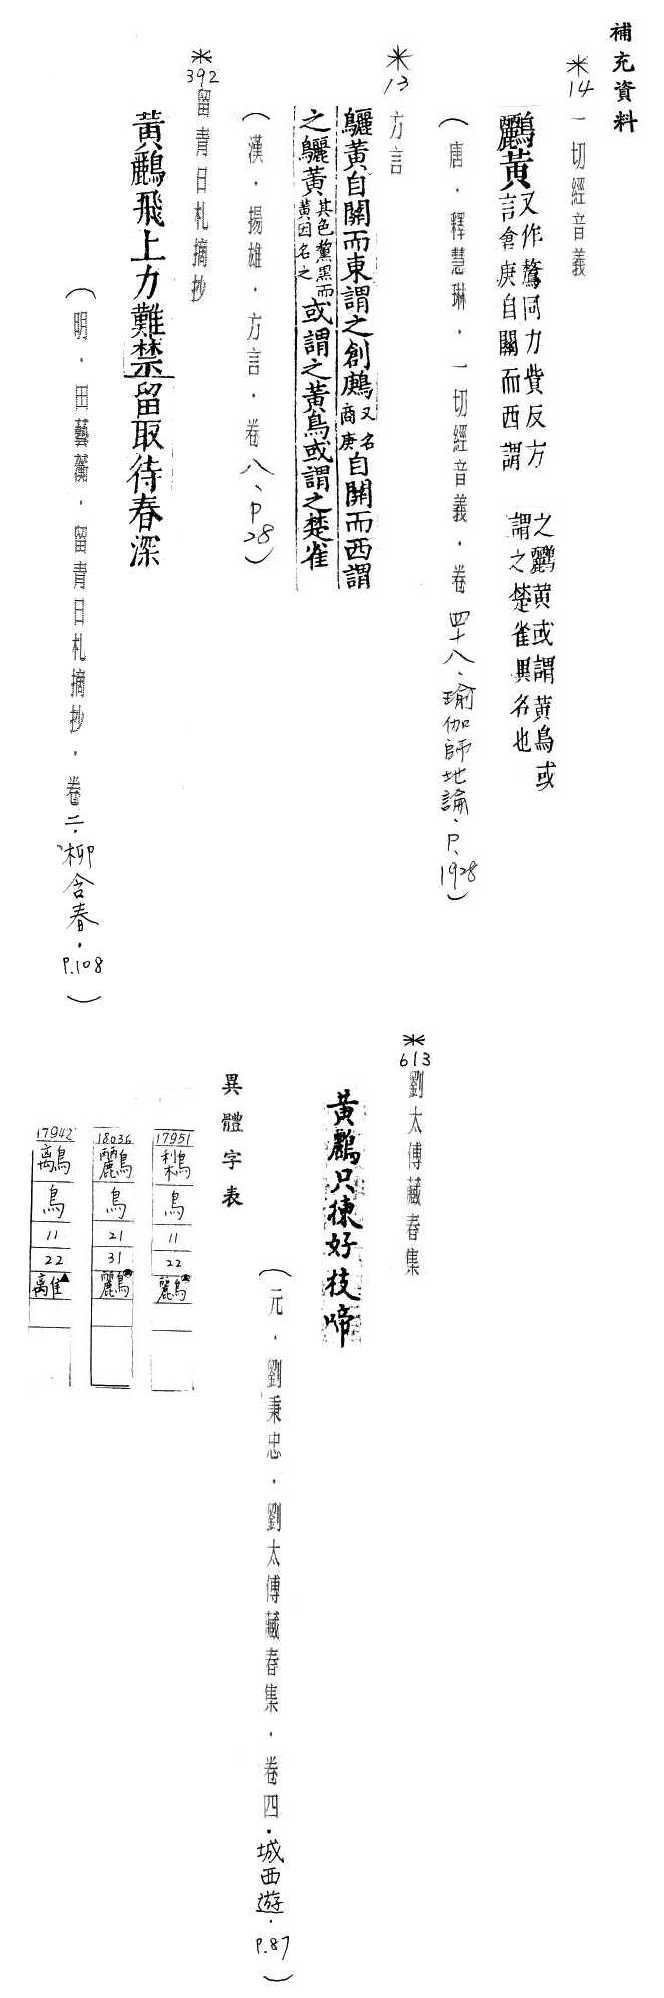 補充資料
*14 一切經音義
鸝黃
又作鶩同力貲反方
言倉庚自關而西謂
之鸝黃或謂黃鳥或
謂之楚雀異名也
(唐．釋慧琳．一切經音義．卷四十八、瑜伽師地論．P.1928)
*13 方言
鸝黃自關而東謂之創鶊又名商庚自關而西謂
之鸝黃其色黧黑而黃因名之或謂之黃鳥或謂之楚雀
(漢．揚雄．方言．卷八、P28)
*392 留青日札摘抄
黃鸝飛上力難禁留取待春深
(明．田藝蘅．留青日札摘抄．卷二．柳含春．P.108)
*613 劉太傅藏春集
黃鸝只揀好枝啼
(元．劉秉忠．劉太傅藏春集．卷四．城西遊．P.87)
異體字表
17951
鵹
鳥
11
22
鸝
18036
鸝
鳥
21
31
鸝
17942
鳥
11
22
離